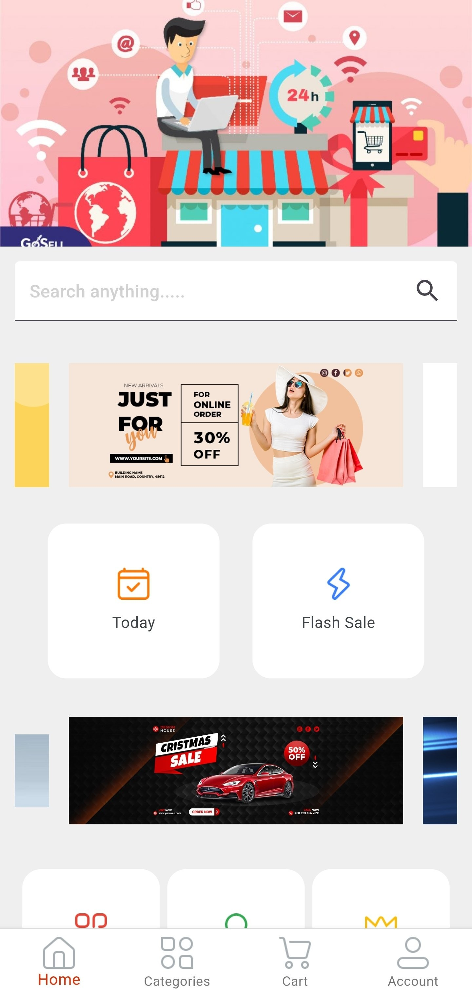 @
24h
GoSELL
Search anything.....
NEW ARRIVALS
JUST
FOR
you
WWW.YOURSITE.COM
BUILDING NAME
MAIN ROAD, COUNTRY, 45612
FOR
ONLINE
ORDER
30%
OFF
Today
Flash Sale
DESIGN
HOUSE
CRISTMAS
SALE
50%
OFF
VISIT NOW
www.yourweb.com
ORDER NOW
CALL NOW
+00 123 456 7891
Home
Categories
Cart
Account